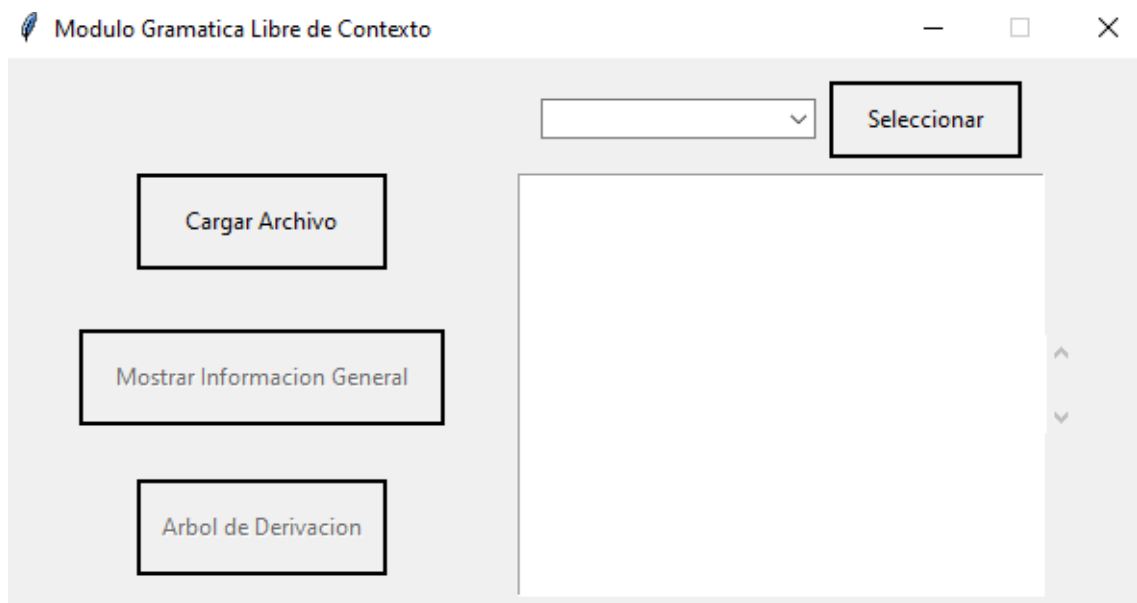 Modulo Gramatica Libre de Contexto
Seleccionar
Cargar Archivo
Mostrar Informacion General
Arbol de Derivacion